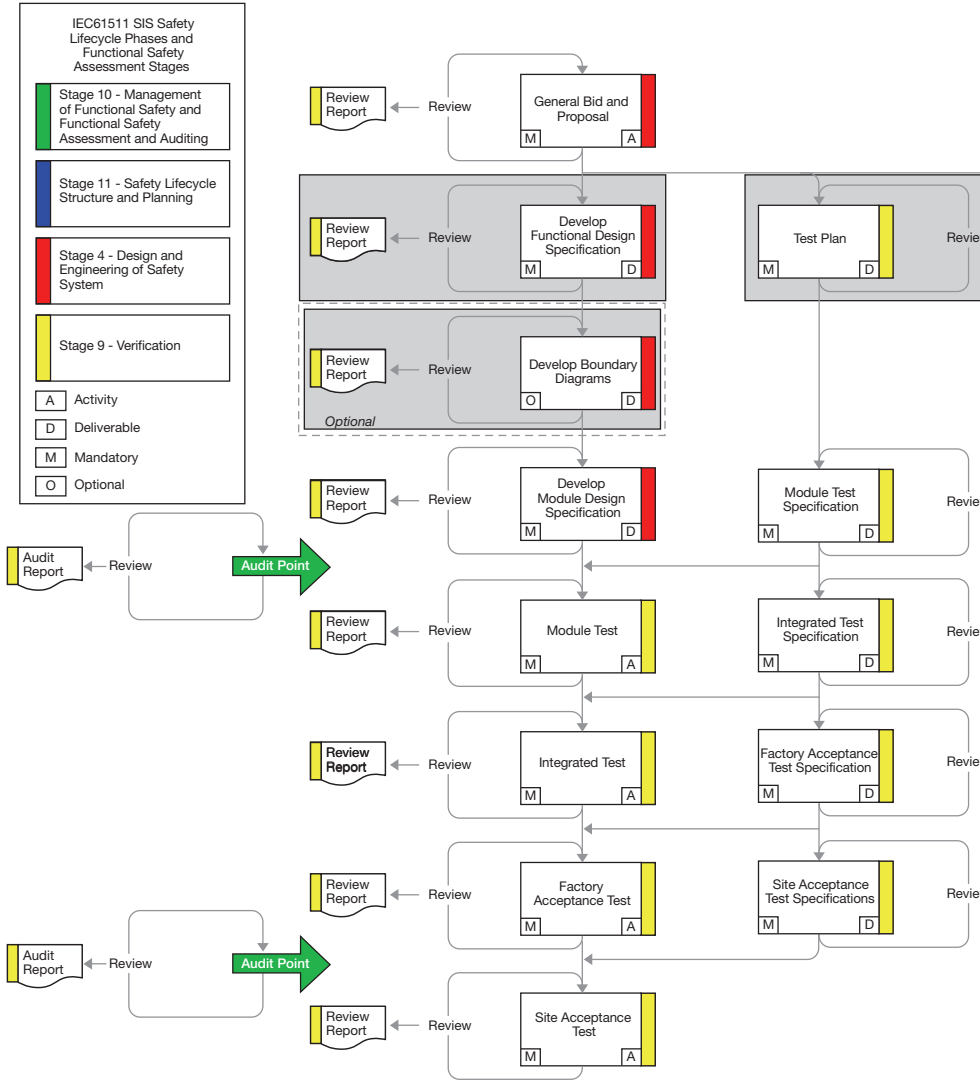 IEC61511 SIS Safety
Lifecycle Phases and
Functional Safety
Assessment Stages
Stage 10 - Management
of Functional Safety and
Functional Safety
Assessment and Auditing
Stage 11 - Safety Lifecycle
Structure and Planning
Stage 4 - Design and
Engineering of Safety
System
Stage 9 - Verification
A Activity
D Deliverable
M Mandatory
O Optional
Review
Report
Review
General Bid and
Proposal
M A
Review
Report
Review
Develop
Functional Design
Specification
M D
Test Plan
M D
Revie
Review
Report
Review
Develop Boundary
Diagrams
O D
Optional
Review
Report
Review
Develop
Module Design
Specification
M D
Module Test
Specification
M D
Revie
Audit
Report
Review
Audit Point
Review
Report
Review
Module Test
M A
Integrated Test
Specification
M D
Revie
Review
Report
Review
Integrated Test
M A
Factory Acceptance
Test Specification
M D
Revie
Review
Report
Review
Factory
Acceptance Test
M A
Site Acceptance
Test Specifications
M D
Revie
Audit
Report
Review
Audit Point
Review
Report
Review
Site Acceptance
Test
M A